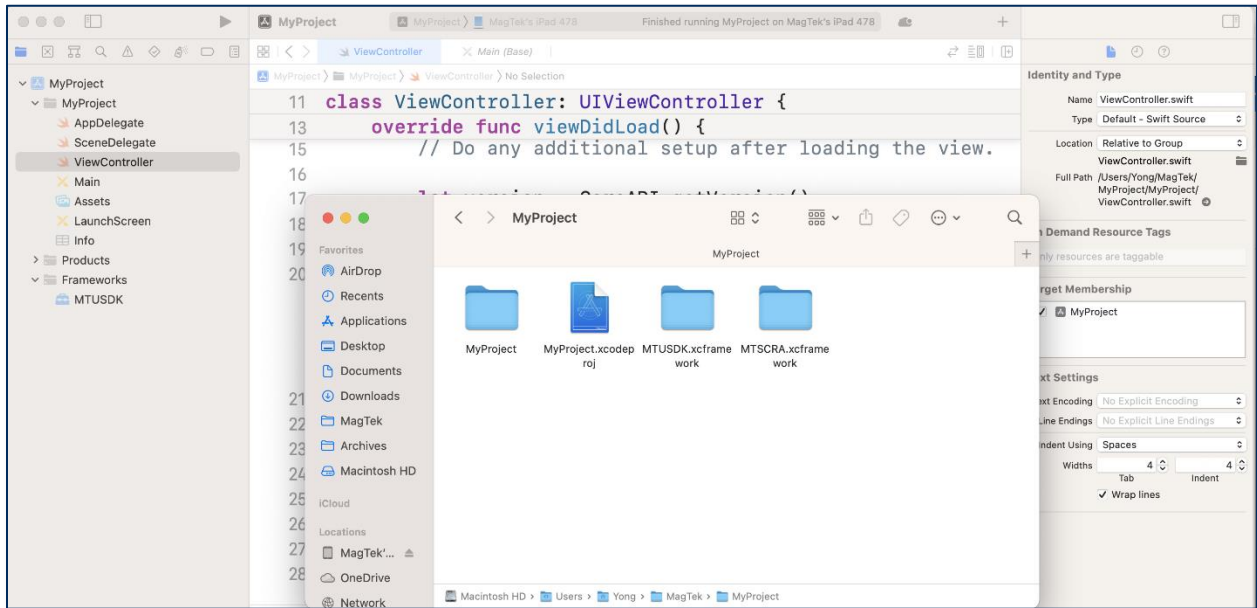 MyProject
MyProject
MagTek's iPad 478
Finished running MyProject on MagTek's iPad 478
ViewController
Main (Base)
MyProject
MyProject
ViewController
No Selection
MyProject
MyProject
AppDelegate
SceneDelegate
ViewController
Main
Assets
LaunchScreen
Info
Products
Frameworks
MTUSDK
11 class ViewController: UIViewController {
13 override func viewDidLoad() {
15 // Do any additional setup after loading the view.
16
17
18
19
20
21
22
23
24
25
26
27
28
MyProject
MyProject
Favorites
AirDrop
Recents
Applications
Desktop
Documents
Downloads
MagTek
Archives
Macintosh HD
iCloud
Locations
MagTek'...
OneDrive
Network
MyProject
MyProject.xcodep
roj
MTUSDK.xcframe
work
MTSCRA.xcframe
work
Macintosh HD
Users
Yong
MagTek
MyProject
Identity and Type
Name ViewController.swift
Type Default - Swift Source
Location Relative to Group
ViewController.swift
Full Path /Users/Yong/MagTek/
MyProject/MyProject/
ViewController.swift
Demand Resource Tags
resources are taggable
Membership
MyProject
Settings
Encoding No Explicit Encoding
Line Endings No Explicit Line Endings
Indent Using Spaces
Widths 4 4
Tab Indent
Wrap lines